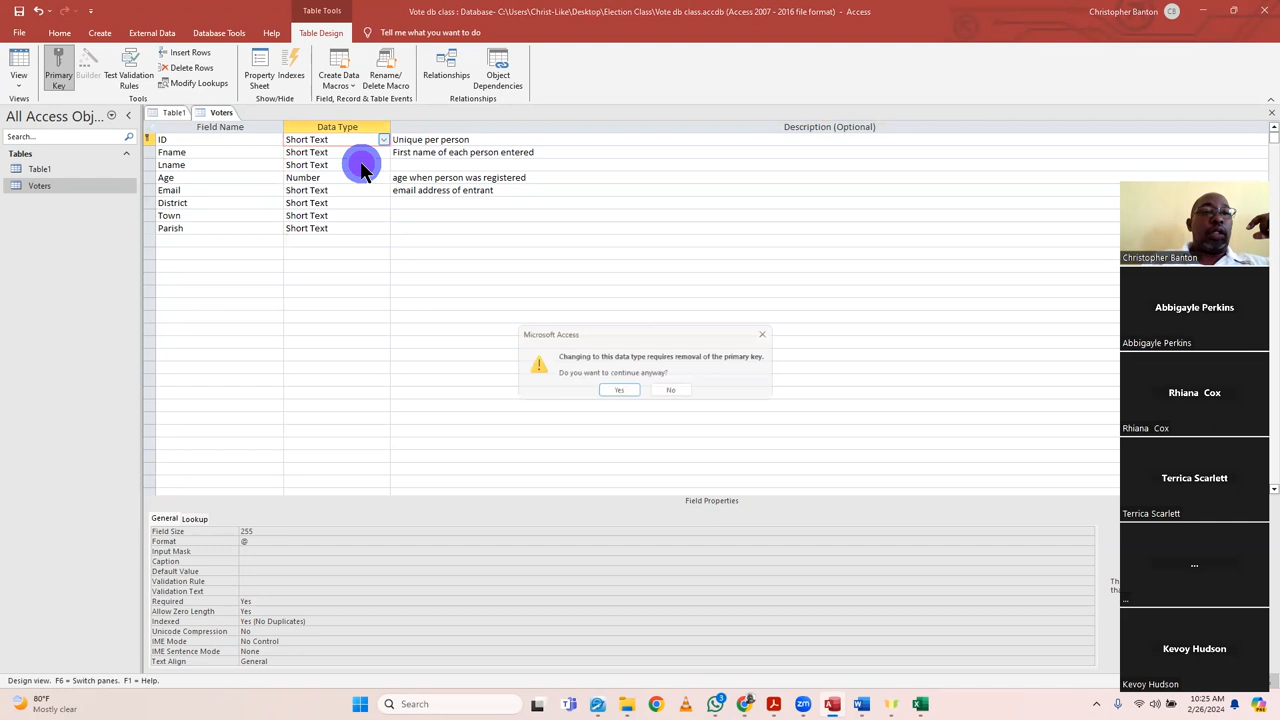 Table Tools
Vote db class : Database- C:\Users\Christ-Like\Desktop\Election Class\Vote db class.accdb (Access 2007 - 2016 file format) - Access
Christopher Banton CB
File Home Create External Data Database Tools Help Table Design Tell me what you want to do
View
Primary Key
Builder
Test Validation Rules
Insert Rows
Delete Rows
Modify Lookups
Property Sheet
Indexes
Create Data Macros
Rename/ Delete Macro
Relationships
Object Dependencies
Views Tools Show/Hide Field, Record & Table Events Relationships
All Access Obj...
Search...
Tables
Table1
Voters
Table1 Voters
Field Name Data Type Description (Optional)
ID Short Text Unique per person
Fname Short Text First name of each person entered
Lname Short Text
Age Number age when person was registered
Email Short Text email address of entrant
District Short Text
Town Short Text
Parish Short Text
Microsoft Access
Changing to this data type requires removal of the primary key.
Do you want to continue anyway?
Yes No
Field Properties
General Lookup
Field Size 255
Format @
Input Mask
Caption
Default Value
Validation Rule
Validation Text
Required Yes
Allow Zero Length Yes
Indexed Yes (No Duplicates)
Unicode Compression No
IME Mode No Control
IME Sentence Mode None
Text Align General
Christopher Banton
Abbigayle Perkins
Abbigayle Perkins
Rhiana Cox
Rhiana Cox
Terrica Scarlett
Terrica Scarlett
...
...
Kevoy Hudson
Kevoy Hudson
Design view. F6 = Switch panes. F1 = Help.
80°F
Mostly clear
Search
10:25 AM
2/26/2024